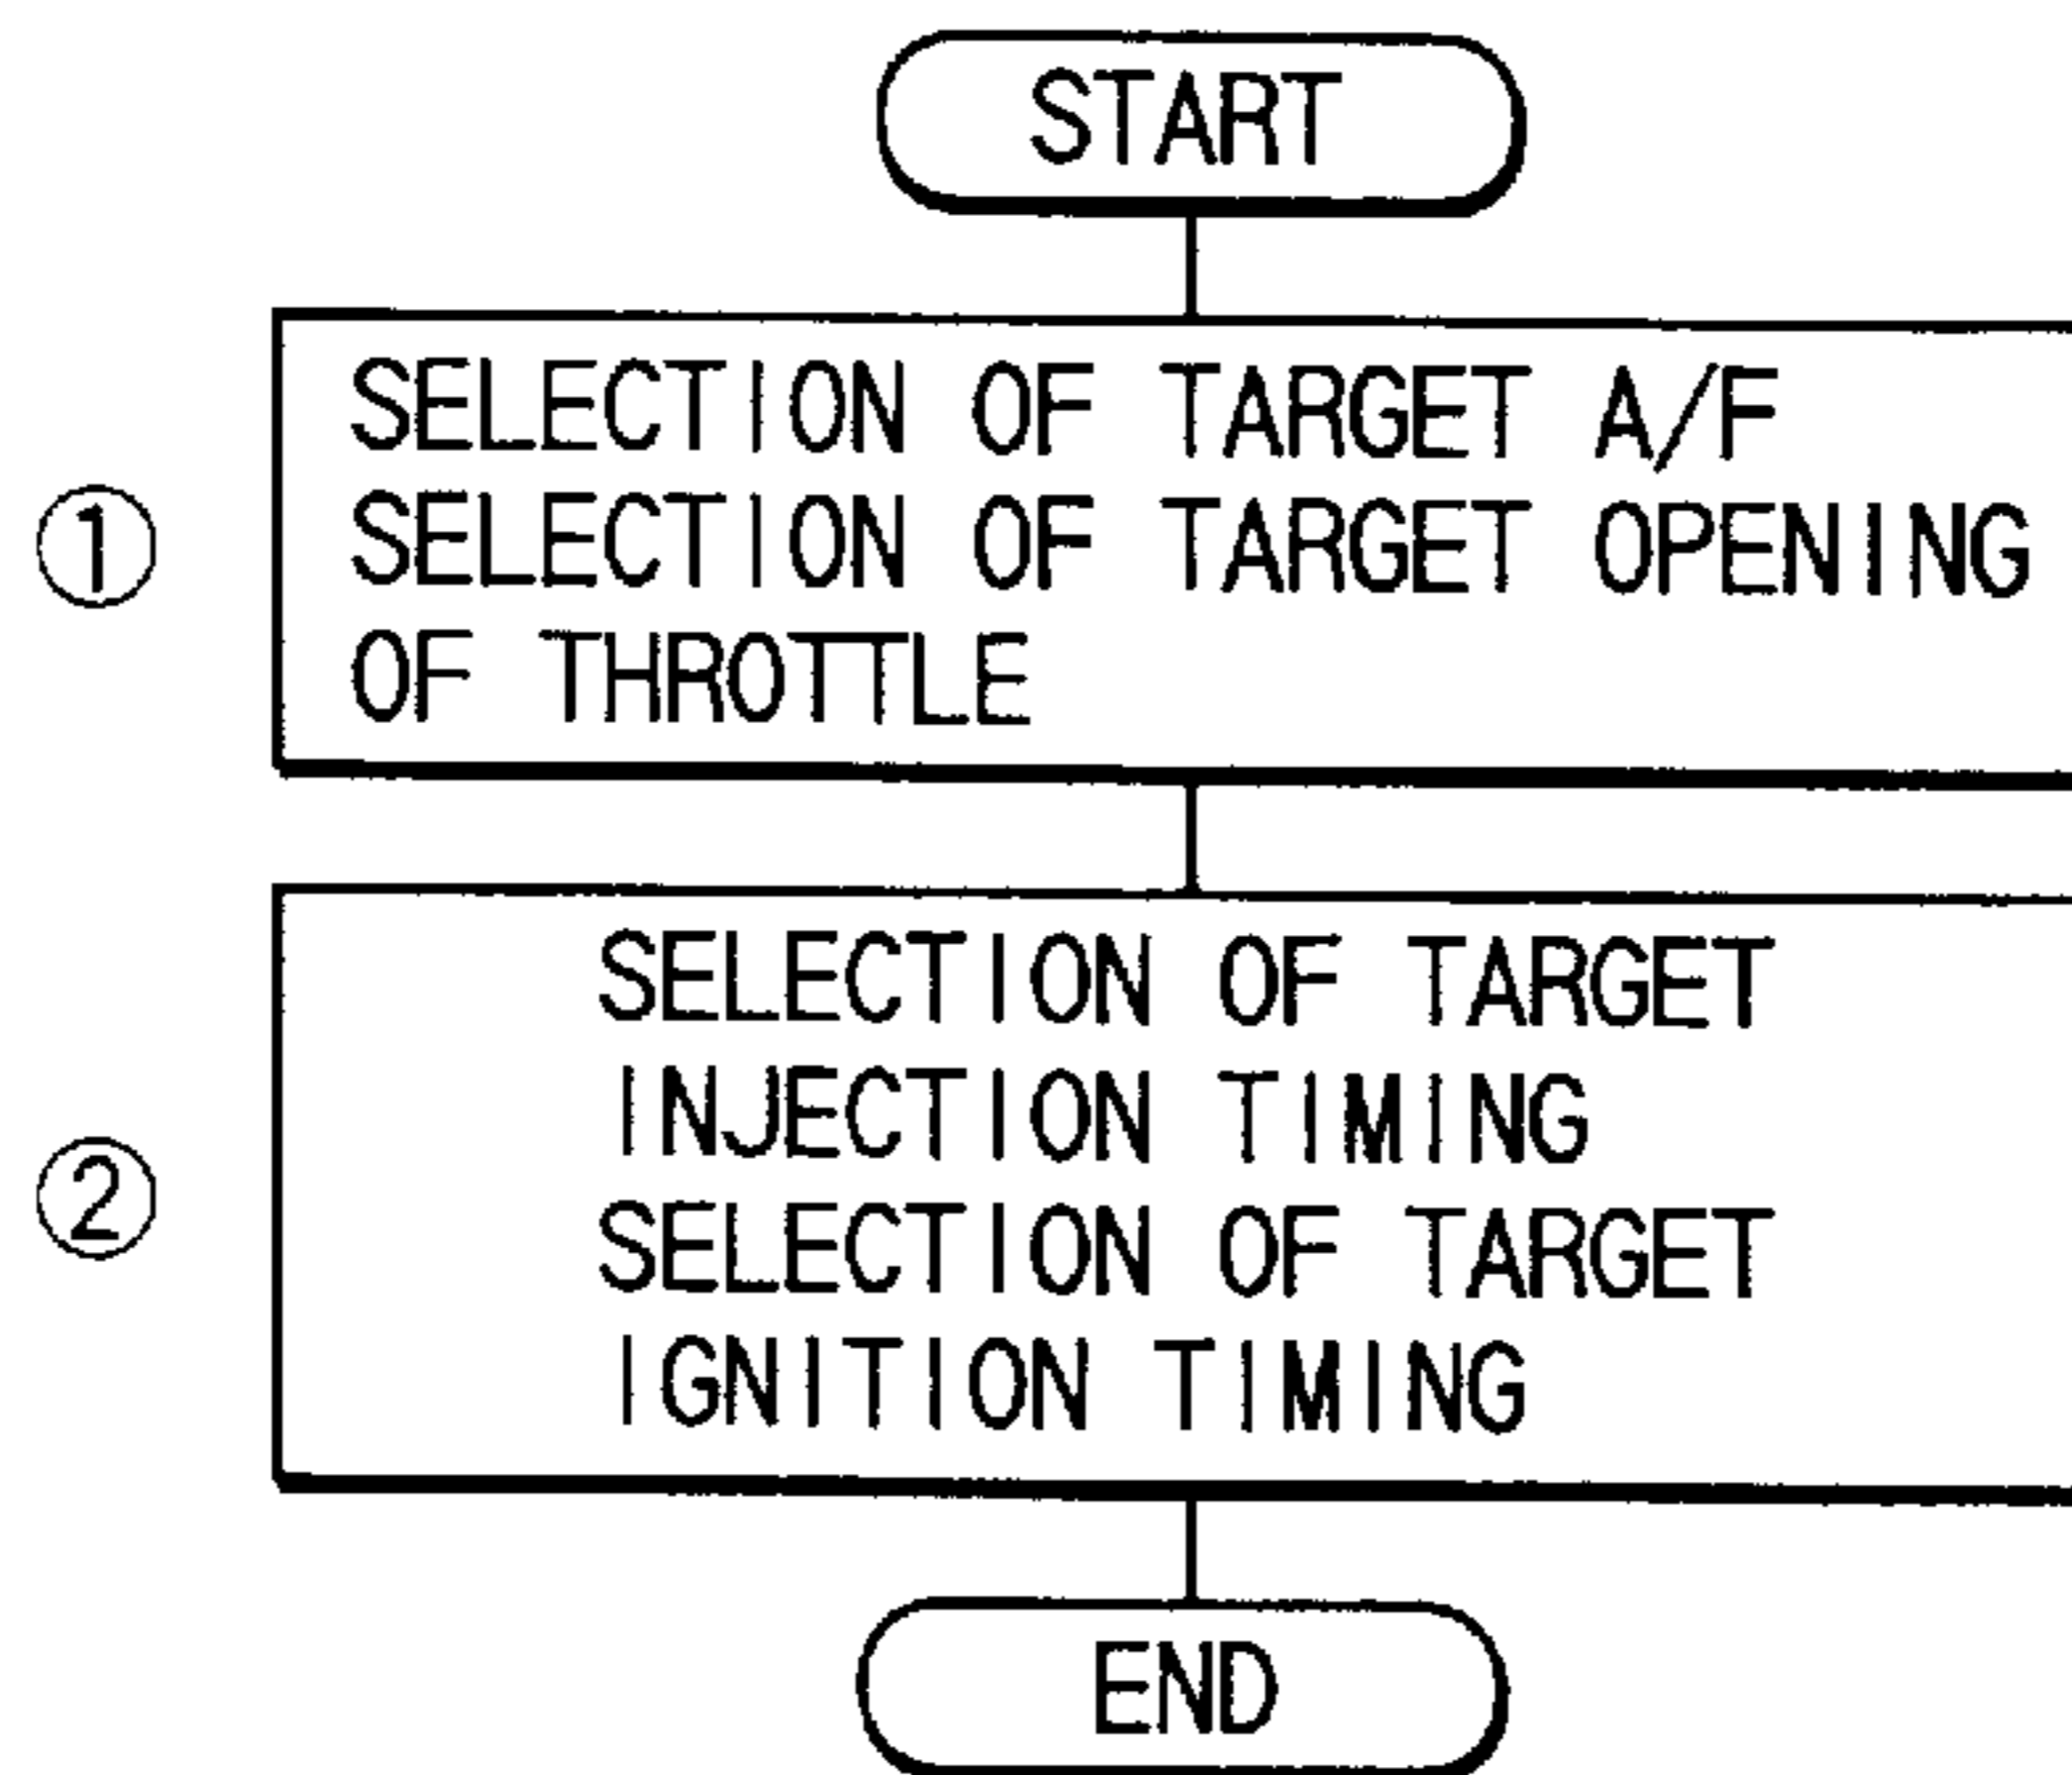 START
SELECTION OF TARGET A/F
① SELECTION OF TARGET OPENING
OF THROTTLE
SELECTION OF TARGET
INJECTION TIMING
② SELECTION OF TARGET
IGNITION TIMING
END